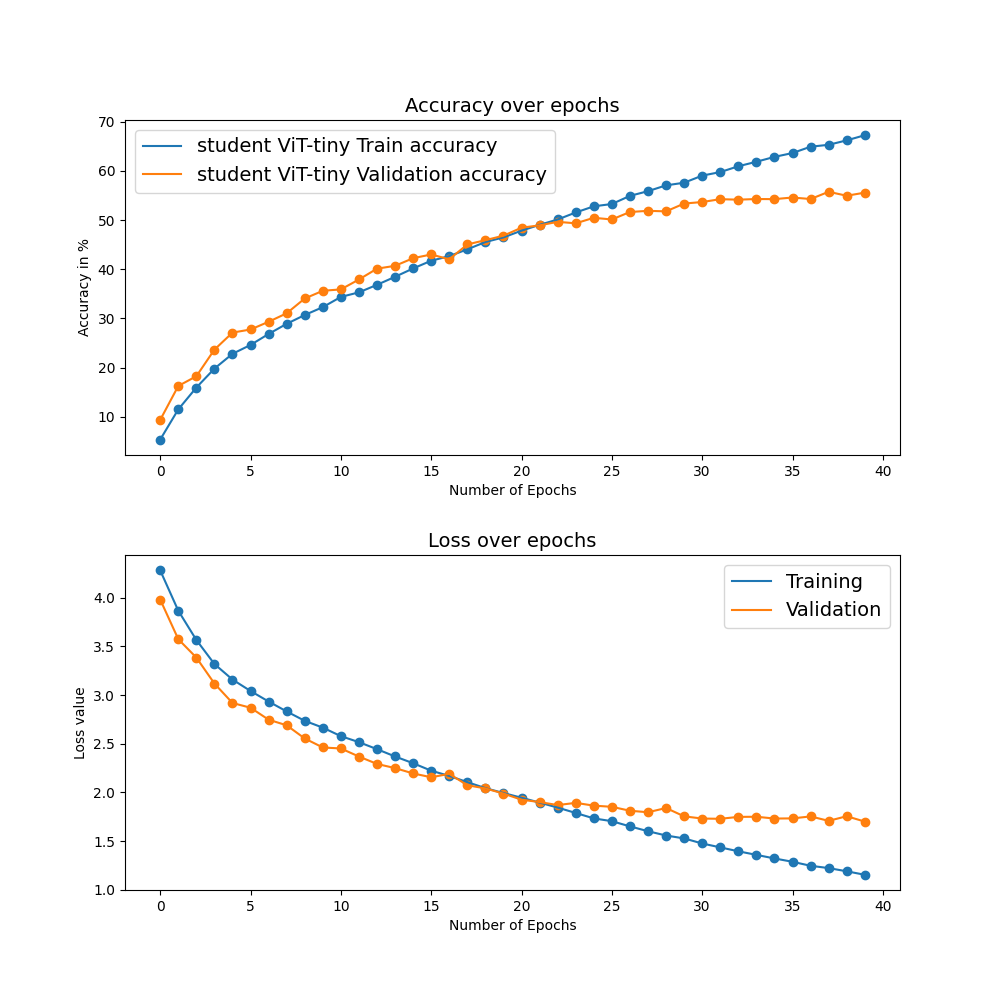 Accuracy over epochs
student ViT-tiny Train accuracy
student ViT-tiny Validation accuracy
Accuracy in %
70
60
50
40
30
20
10
0 5 10 15 20 25 30 35 40
Number of Epochs
Loss over epochs
Training
Validation
Loss value
4.0
3.5
3.0
2.5
2.0
1.5
1.0
0 5 10 15 20 25 30 35 40
Number of Epochs